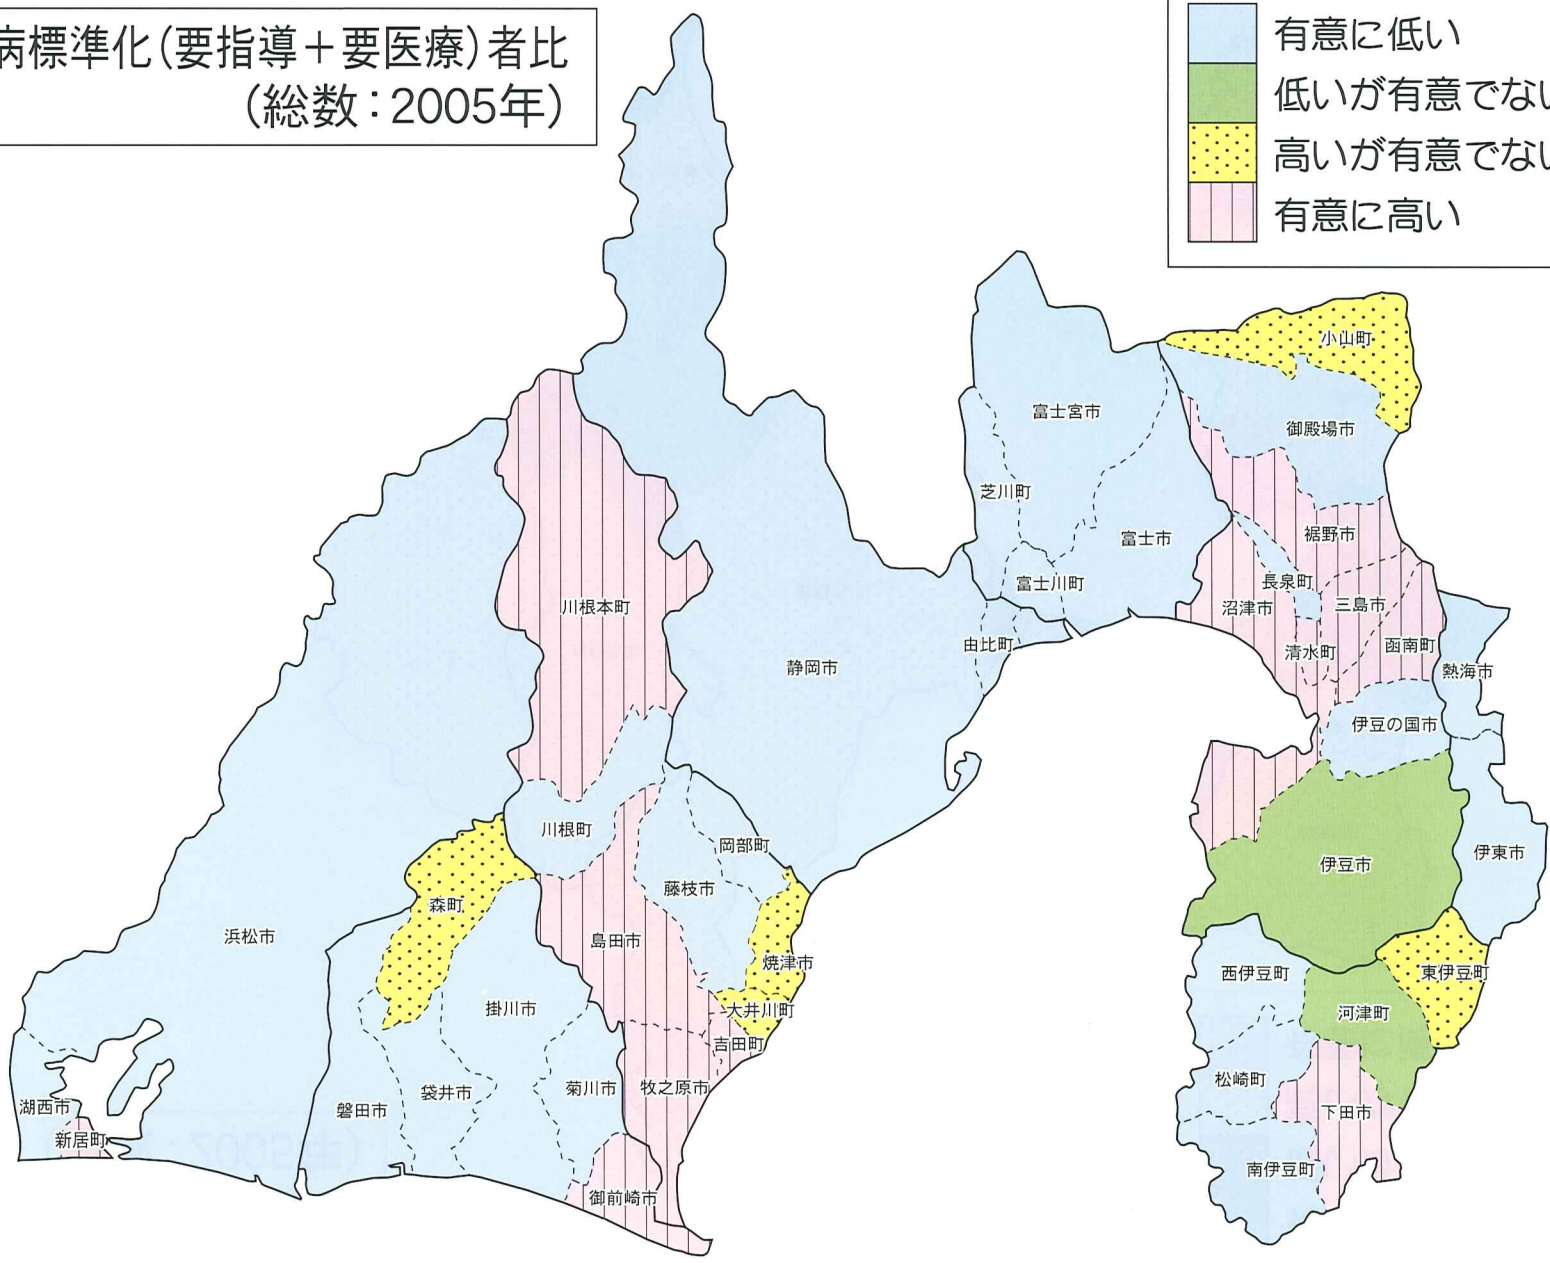 病標準化(要指導+要医療)者比
(総数:2005年)
有意に低い
低いが有意でない
高いが有意でない
有意に高い
小山町
富士宮市
御殿場市
芝川町
裾野市
富士市
長泉町
富士川町
沼津市
三島市
川根本町
由比町
清水町
函南町
静岡市
熱海市
伊豆の国市
川根町
岡部町
伊東市
伊豆市
藤枝市
森町
浜松市
島田市
焼津市
西伊豆町
東伊豆町
掛川市
大井川町
河津町
吉田町
松崎町
菊川市
牧之原市
袋井市
湖西市
磐田市
下田市
新居町
南伊豆町
御前崎市